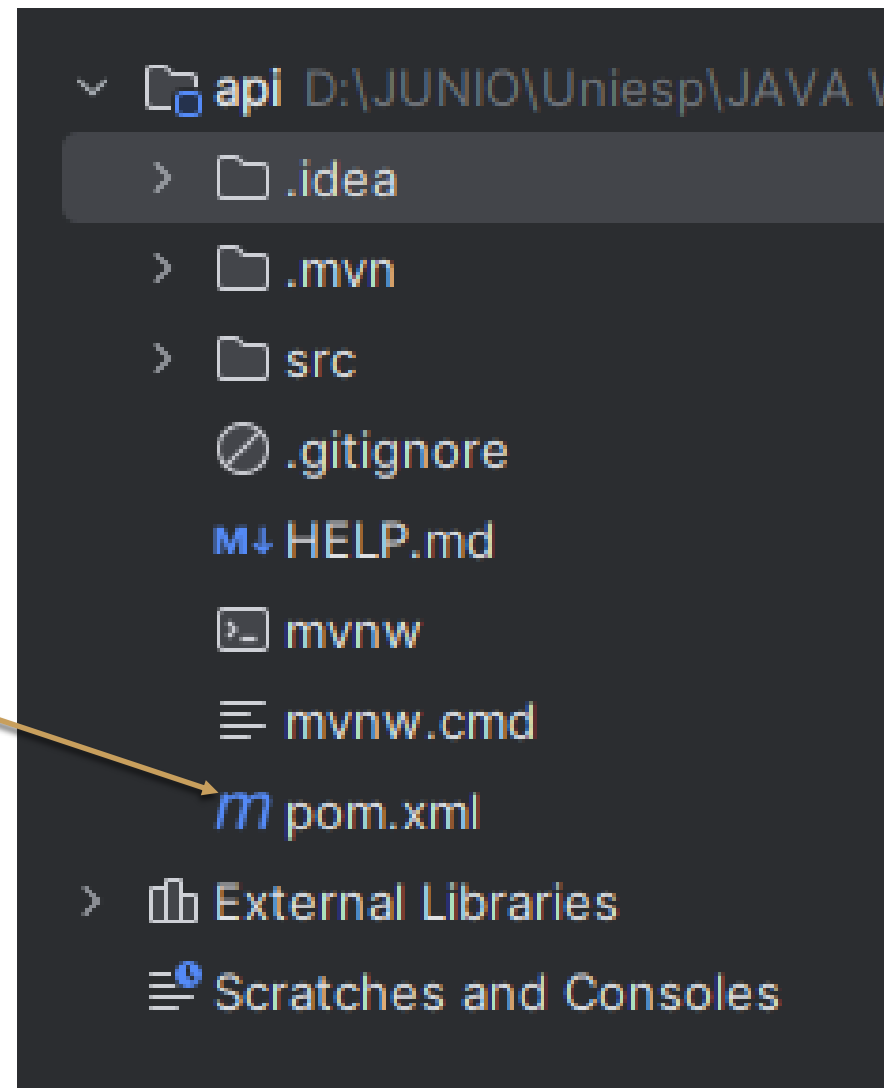 api D:\JUNIO\Uniesp\JAVA
.idea
.mvn
src
.gitignore
M↓ HELP.md
mvnw
mvnw.cmd
m pom.xml
External Libraries
Scratches and Consoles